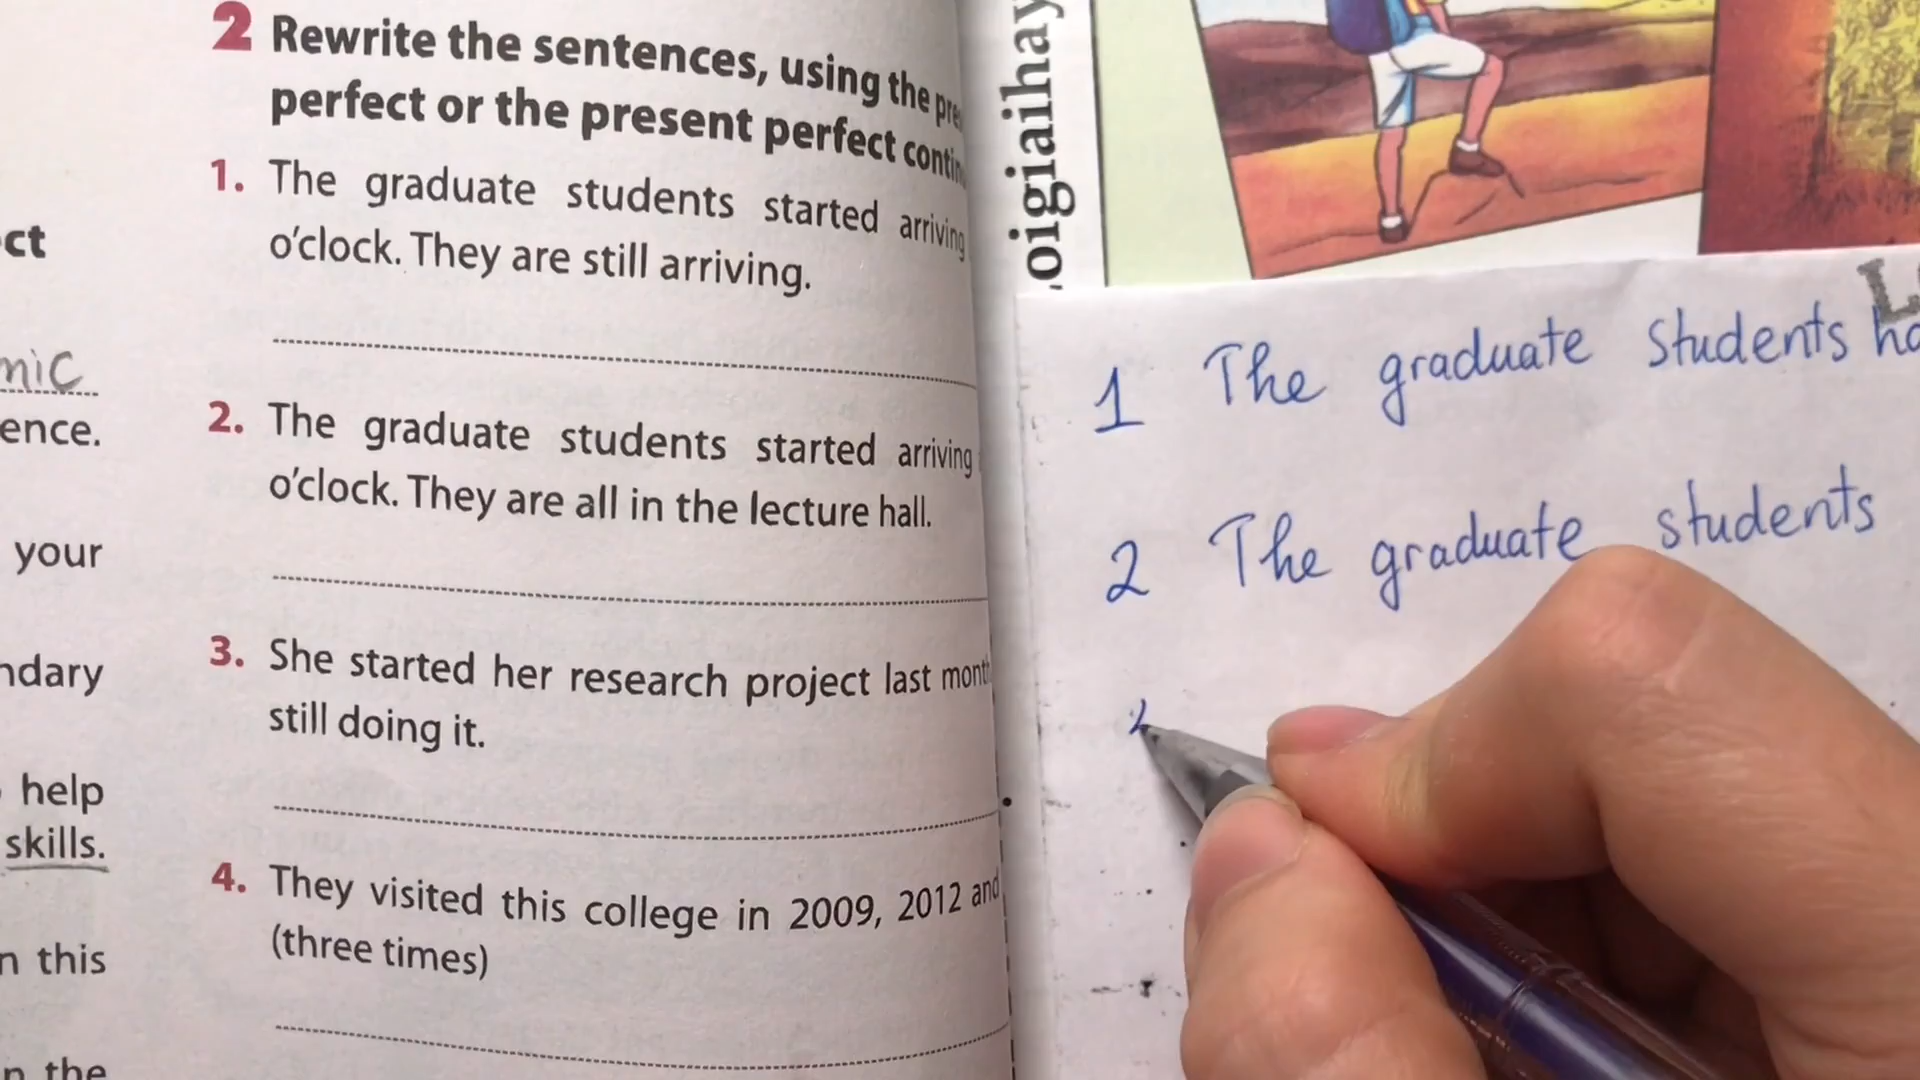 2 Rewrite the sentences, using the
perfect or the present perfect
1. The graduate students started arriving
o'clock. They are still arriving.
2. The graduate students started arriving
o'clock. They are all in the lecture hall.
3. She started her research project last month
still doing it.
4. They visited this college in 2009, 2012 and
(three times)
ence.
your
help
skills.
this
the
oigiaihay
1 The graduate students
2 The graduate students